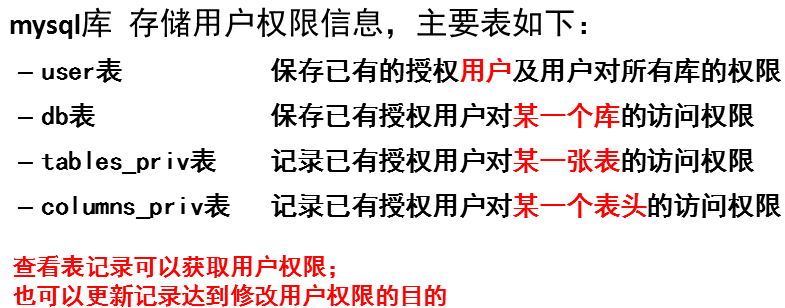 mysql库 存储用户权限信息，主要表如下：
– user表 保存已有的授权用户及用户对所有库的权限
– db表 保存已有授权用户对某一个库的访问权限
– tables_priv表 记录已有授权用户对某一张表的访问权限
– columns_priv表 记录已有授权用户对某一个表头的访问权限
查看表记录可以获取用户权限；
也可以更新记录达到修改用户权限的目的